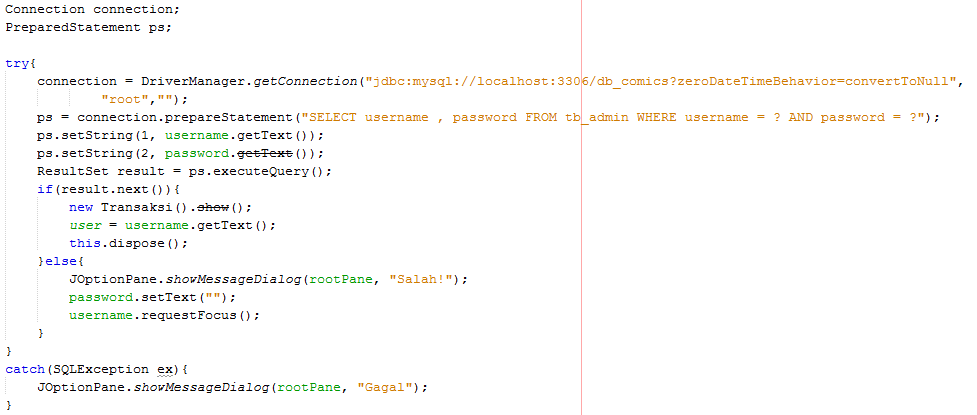 Connection connection;
PreparedStatement ps;
try{
connection = DriverManager.getConnection("jdbc:mysql://localhost:3306/db_comics?zeroDateTimeBehavior=convertToNull",
"root","");
ps = connection.prepareStatement("SELECT username , password FROM tb_admin WHERE username = ? AND password = ?");
ps.setString(1, username.getText());
ps.setString(2, password.getText());
ResultSet result = ps.executeQuery();
if(result.next()){
new Transaksi().show();
user = username.getText();
this.dispose();
}else{
JOptionPane.showMessageDialog(rootPane, "Salah!");
password.setText("");
username.requestFocus();
}
}
catch(SQLException ex){
JOptionPane.showMessageDialog(rootPane, "Gagal");
}